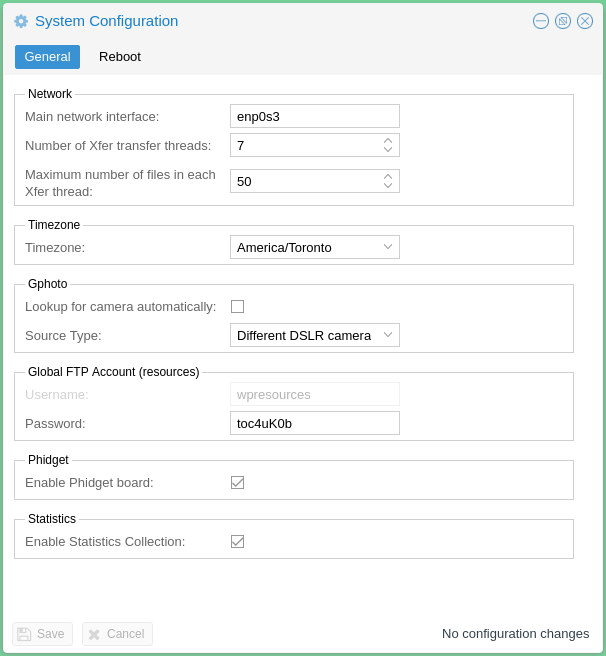 System Configuration
General Reboot
Network
Main network interface: enp0s3
Number of Xfer transfer threads: 7
Maximum number of files in each
Xfer thread: 50
Timezone
Timezone: America/Toronto
Gphoto
Lookup for camera automatically:
Source Type: Different DSLR camera
Global FTP Account (resources)
Username: wpresources
Password: toc4uK0b
Phidget
Enable Phidget board:
Statistics
Enable Statistics Collection:
Save Cancel No configuration changes